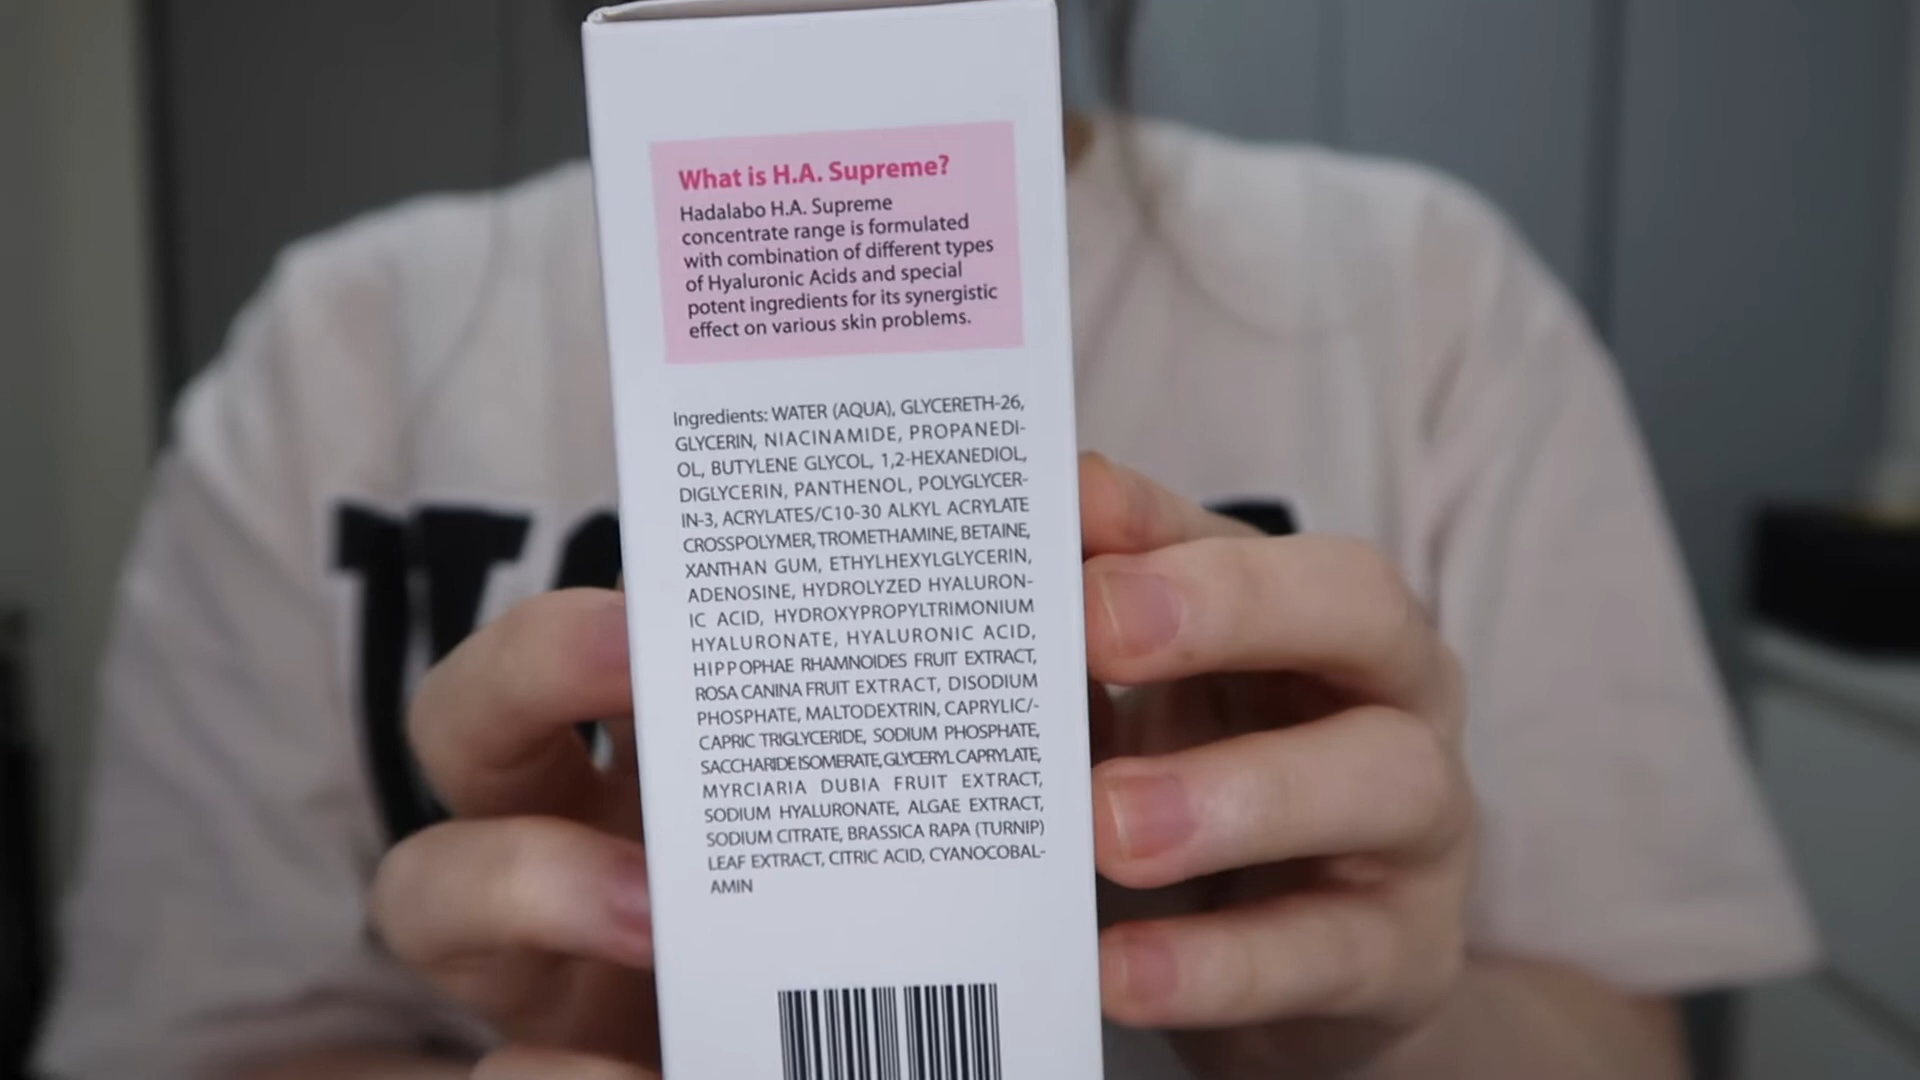 What is H.A. Supreme?
Hadalabo H.A. Supreme
concentrate range is formulated
with combination of different types
of Hyaluronic Acids and special
potent ingredients for its synergistic
effect on various skin problems.
Ingredients: WATER (AQUA), GLYCERETH-26,
GLYCERIN, NIACINAMIDE, PROPANEDI-
OL, BUTYLENE GLYCOL, 1,2-HEXANEDIOL,
DIGLYCERIN, PANTHENOL, POLYGLYCER-
IN-3, ACRYLATES/C10-30 ALKYL ACRYLATE
CROSSPOLYMER, TROMETHAMINE, BETAINE,
XANTHAN GUM, ETHYLHEXYLGLYCERIN,
ADENOSINE, HYDROLYZED HYALURON-
IC ACID, HYDROXYPROPYLTRIMONIUM
HYALURONATE, HYALURONIC ACID,
HIPPOPHAE RHAMNOIDES FRUIT EXTRACT,
ROSA CANINA FRUIT EXTRACT, DISODIUM
PHOSPHATE, MALTODEXTRIN, CAPRYLIC/-
CAPRIC TRIGLYCERIDE, SODIUM PHOSPHATE,
SACCHARIDE ISOMERATE, GLYCERYL CAPRYLATE,
MYRCIARIA DUBIA FRUIT EXTRACT,
SODIUM HYALURONATE, ALGAE EXTRACT,
SODIUM CITRATE, BRASSICA RAPA (TURNIP)
LEAF EXTRACT, CITRIC ACID, CYANOCOBAL-
AMIN